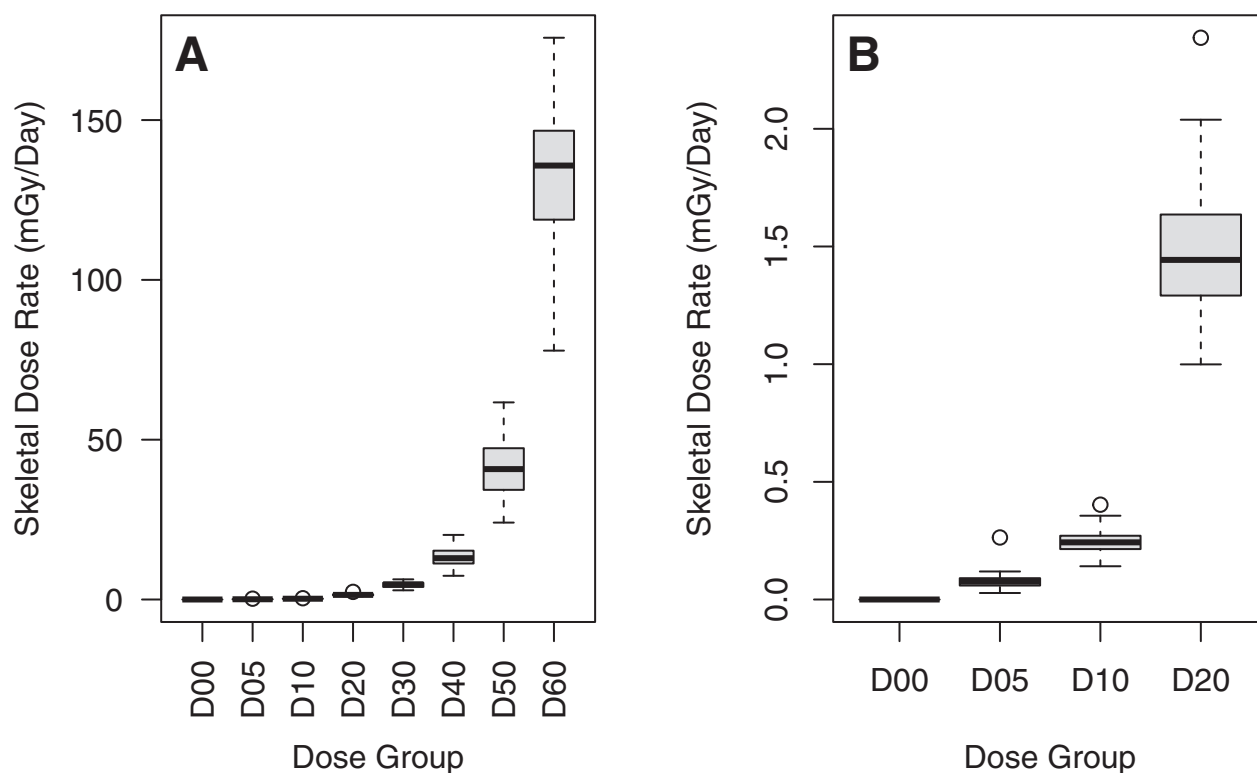 A
Skeletal Dose Rate (mGy/Day)
150
100
50
0
D00 D05 D10 D20 D30 D40 D50 D60
Dose Group
B
Skeletal Dose Rate (mGy/Day)
2.0
1.5
1.0
0.5
0.0
D00 D05 D10 D20
Dose Group